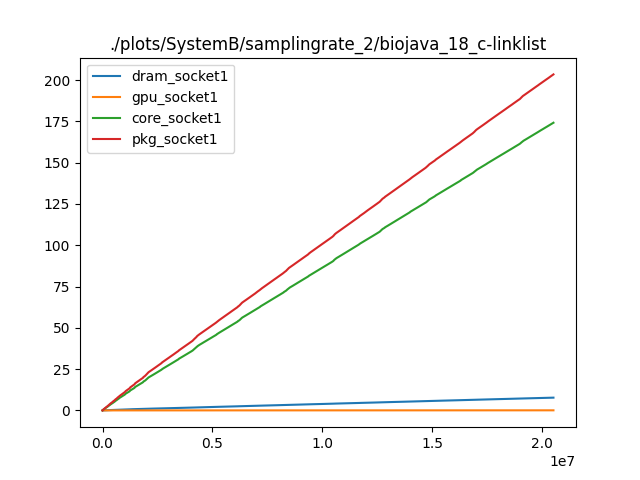 ./plots/SystemB/samplingrate_2/biojava_18_c-linklist
dram_socket1
gpu_socket1
core_socket1
pkg_socket1
200
175
150
125
100
75
50
25
0
0.0 0.5 1.0 1.5 2.0
1e7